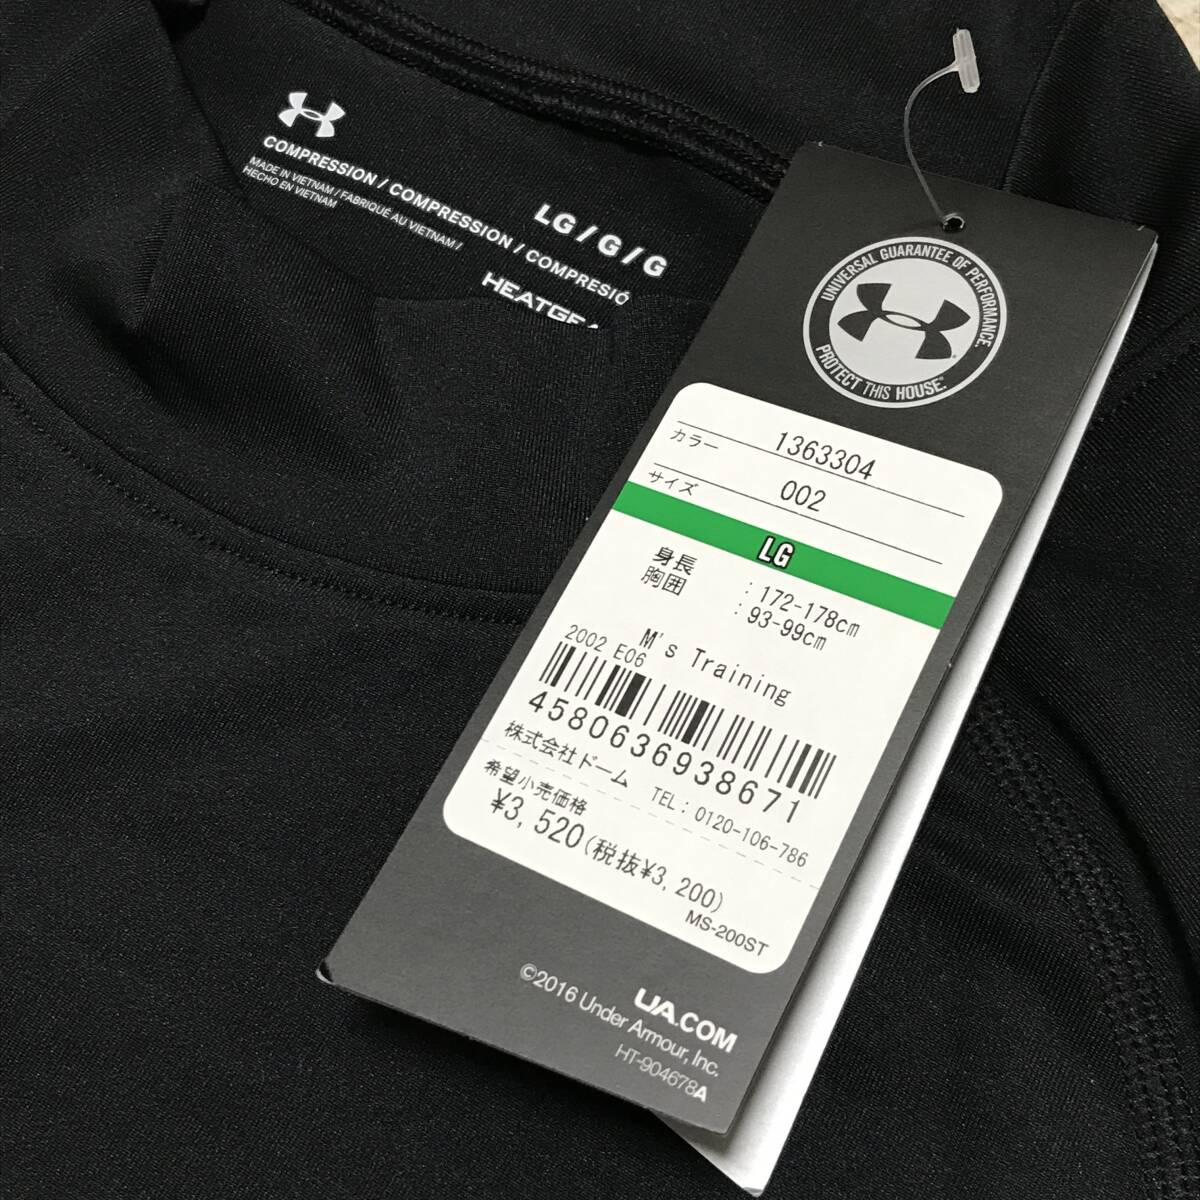 COMPRESSION / COMPRESSION / COMPRESIÓ
MADE IN VIETNAM / FABRIQUÉ AU VIETNAM /
HECHO EN VIETNAM
LG / G / G
HEATGEA
UNIVERSAL GUARANTEE OF PERFORMANCE.
PROTECT THIS HOUSE.
カラー 1363304
サイズ 002
LG
身長 : 172-178cm
胸囲 : 93-99cm
M's Training
2002 E06
4580636938671
株式会社ドーム TEL: 0120-106-786
希望小売価格
¥3,520(税抜¥3,200)
MS-200ST
UA.COM
©2016 Under Armour, Inc.
HT-904678A